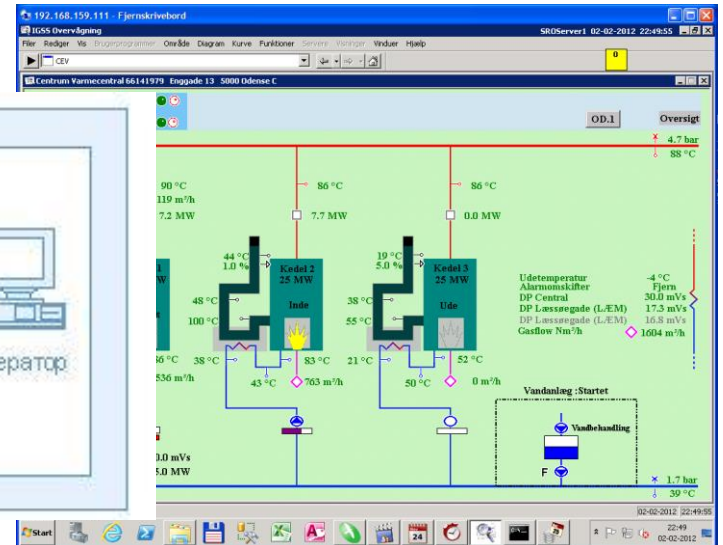 192.168.159.111 - Fjernskrivebord
IGSS Overvågning SROServer1 02-02-2012 22:49:55
Filer Rediger Vis Brugerprogrammer Område Diagram Kurve Funktioner Servere Visninger Vinduer Hjælp
CEV 0
Centrum Varmecentral 66141979 Enggade 13 5000 Odense C
OD.1 Oversigt
4.7 bar
88 °C
90 °C 86 °C 86 °C
119 m³/h
7.2 MW 7.7 MW 0.0 MW
44 °C 19 °C
1.0 % 5.0 %
Kedel 2 Kedel 3
25 MW 25 MW
Inde Ude
48 °C 38 °C
100 °C 55 °C
38 °C 83 °C 21 °C 52 °C
43 °C 763 m³/h 50 °C 0 m³/h
536 m³/h
Udetemperatur -4 °C
Alarmomskifter Fjern
DP Central 30.0 mVs
DP Læssøegade (L/ÆM) 17.3 mVs
DP Læssøegade (L/ÆM) 16.8 mVs
Gasflow Nm³/h 1604 m³/h
Vandanlæg :Startet
Vandbehandling
F
0.0 mVs
5.0 MW
1.7 bar
39 °C
02-02-2012 22:49:55
Start 24 22:49
02-02-2012